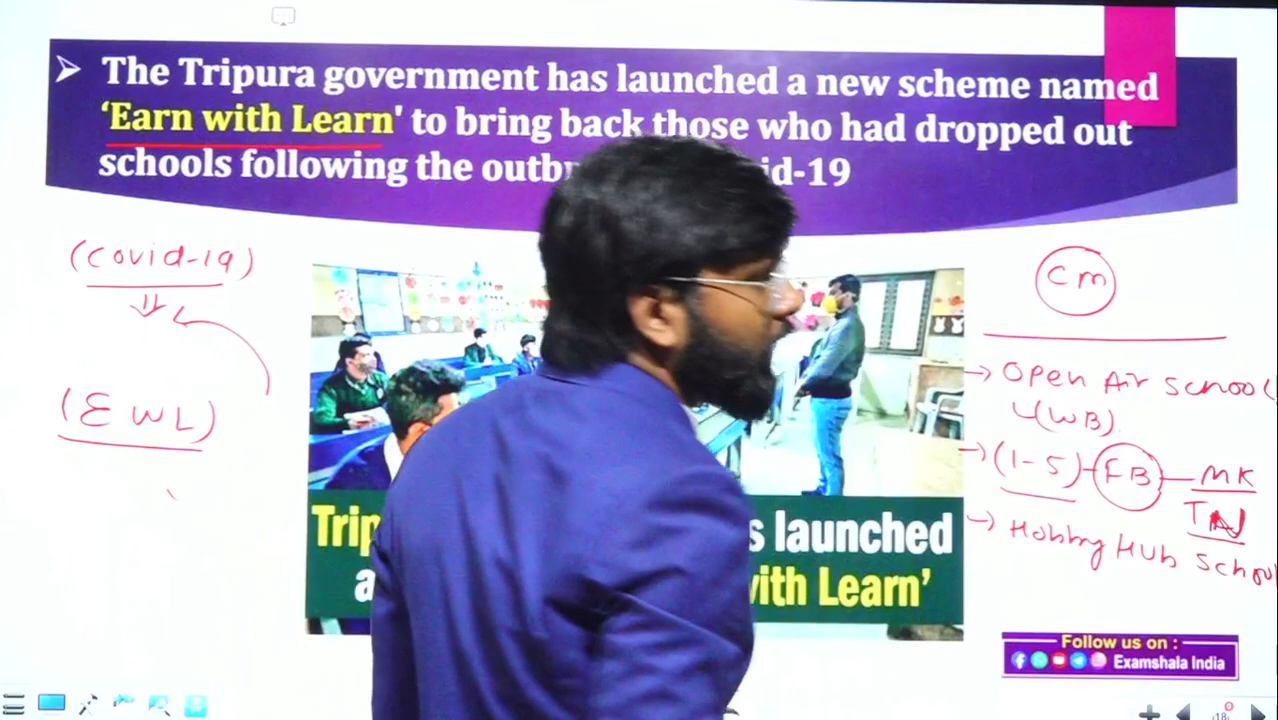 The Tripura government has launched a new scheme named
'Earn with Learn' to bring back those who had dropped out
schools following the outb id-19
(Covid-19)
(EWL)
Trip s launched
a with Learn'
CM
→ Open Air School
(WB).
→ (1-5)-FB-MK
TN
→ Hobby Hub School
Follow us on :
Examshala India
18